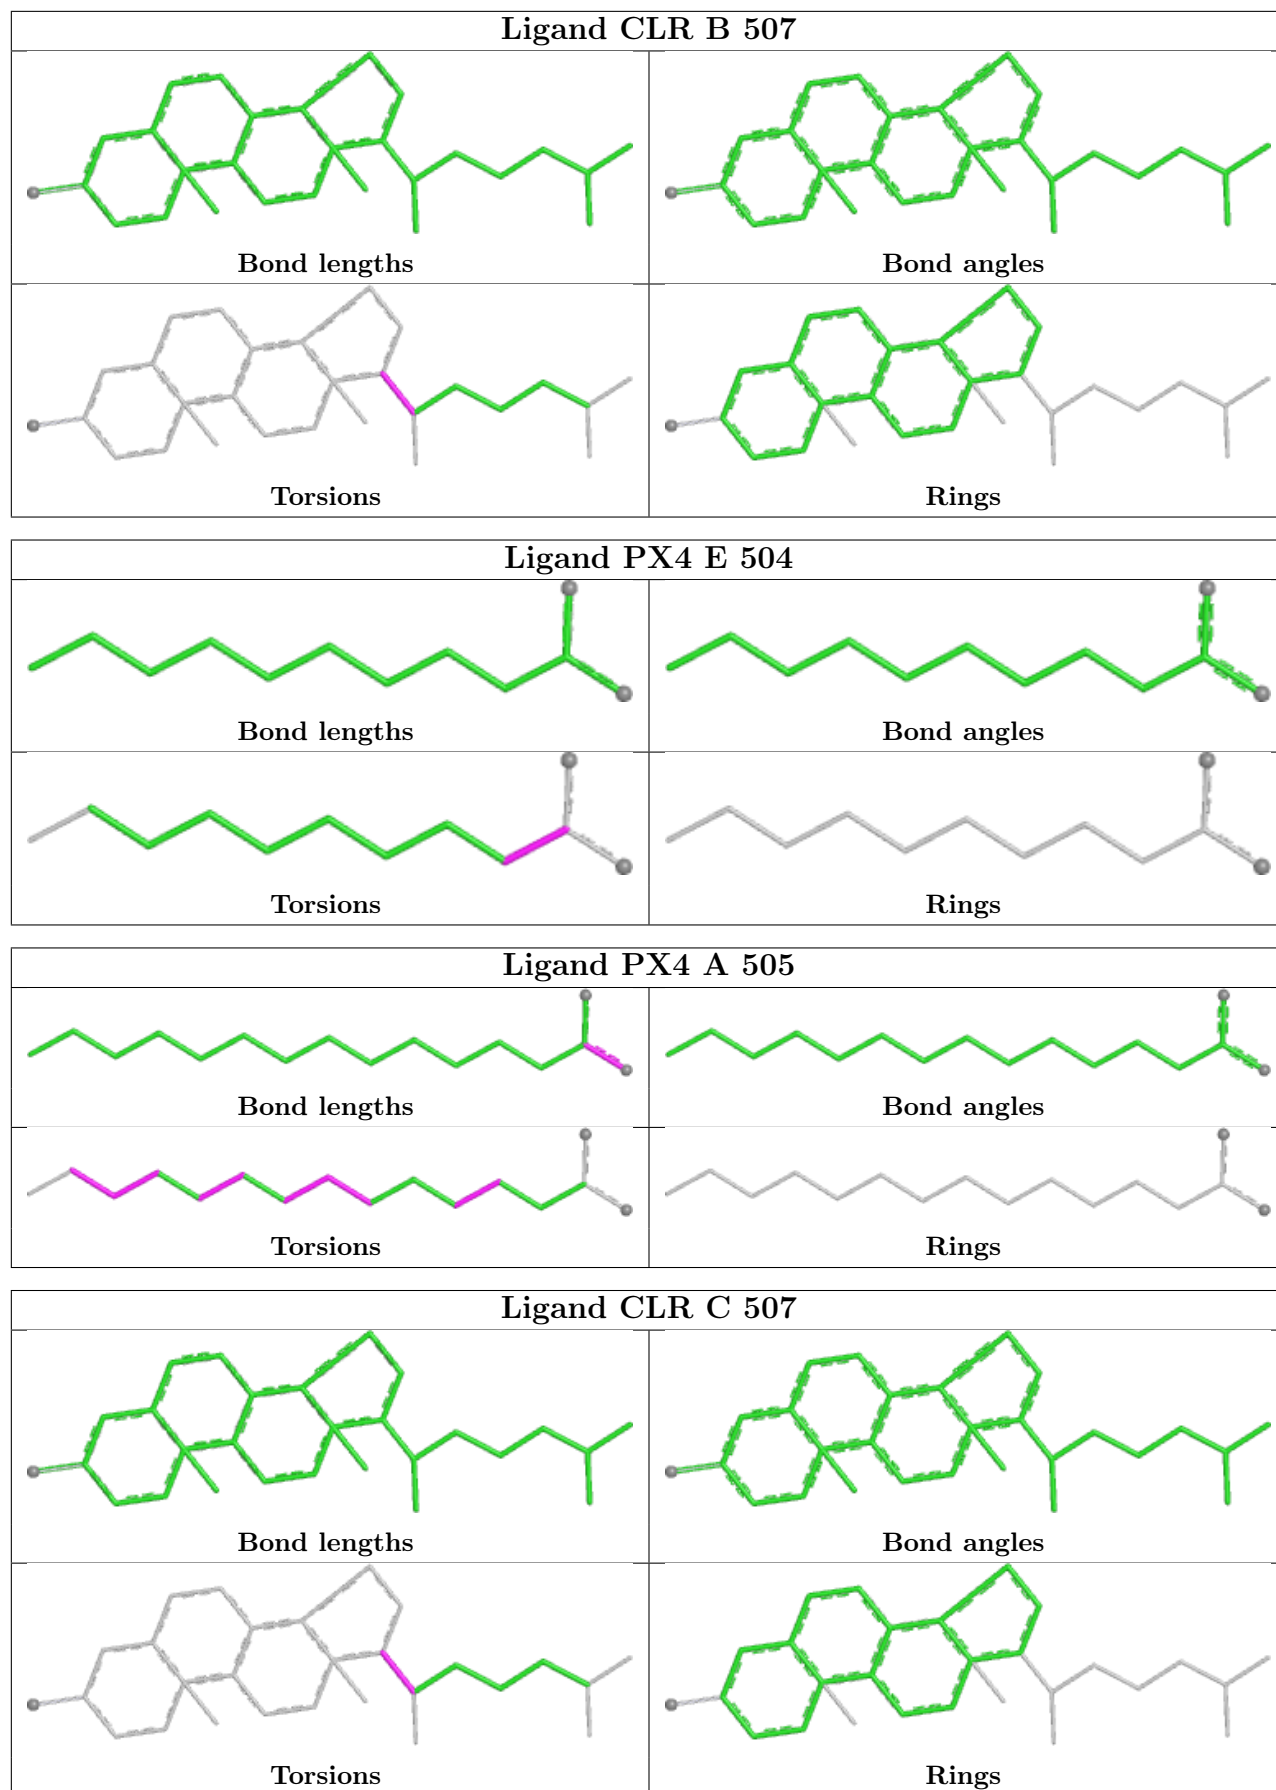 Ligand CLR B 507
Bond lengths
Bond angles
Torsions
Rings
Ligand PX4 E 504
Bond lengths
Bond angles
Torsions
Rings
Ligand PX4 A 505
Bond lengths
Bond angles
Torsions
Rings
Ligand CLR C 507
Bond lengths
Bond angles
Torsions
Rings